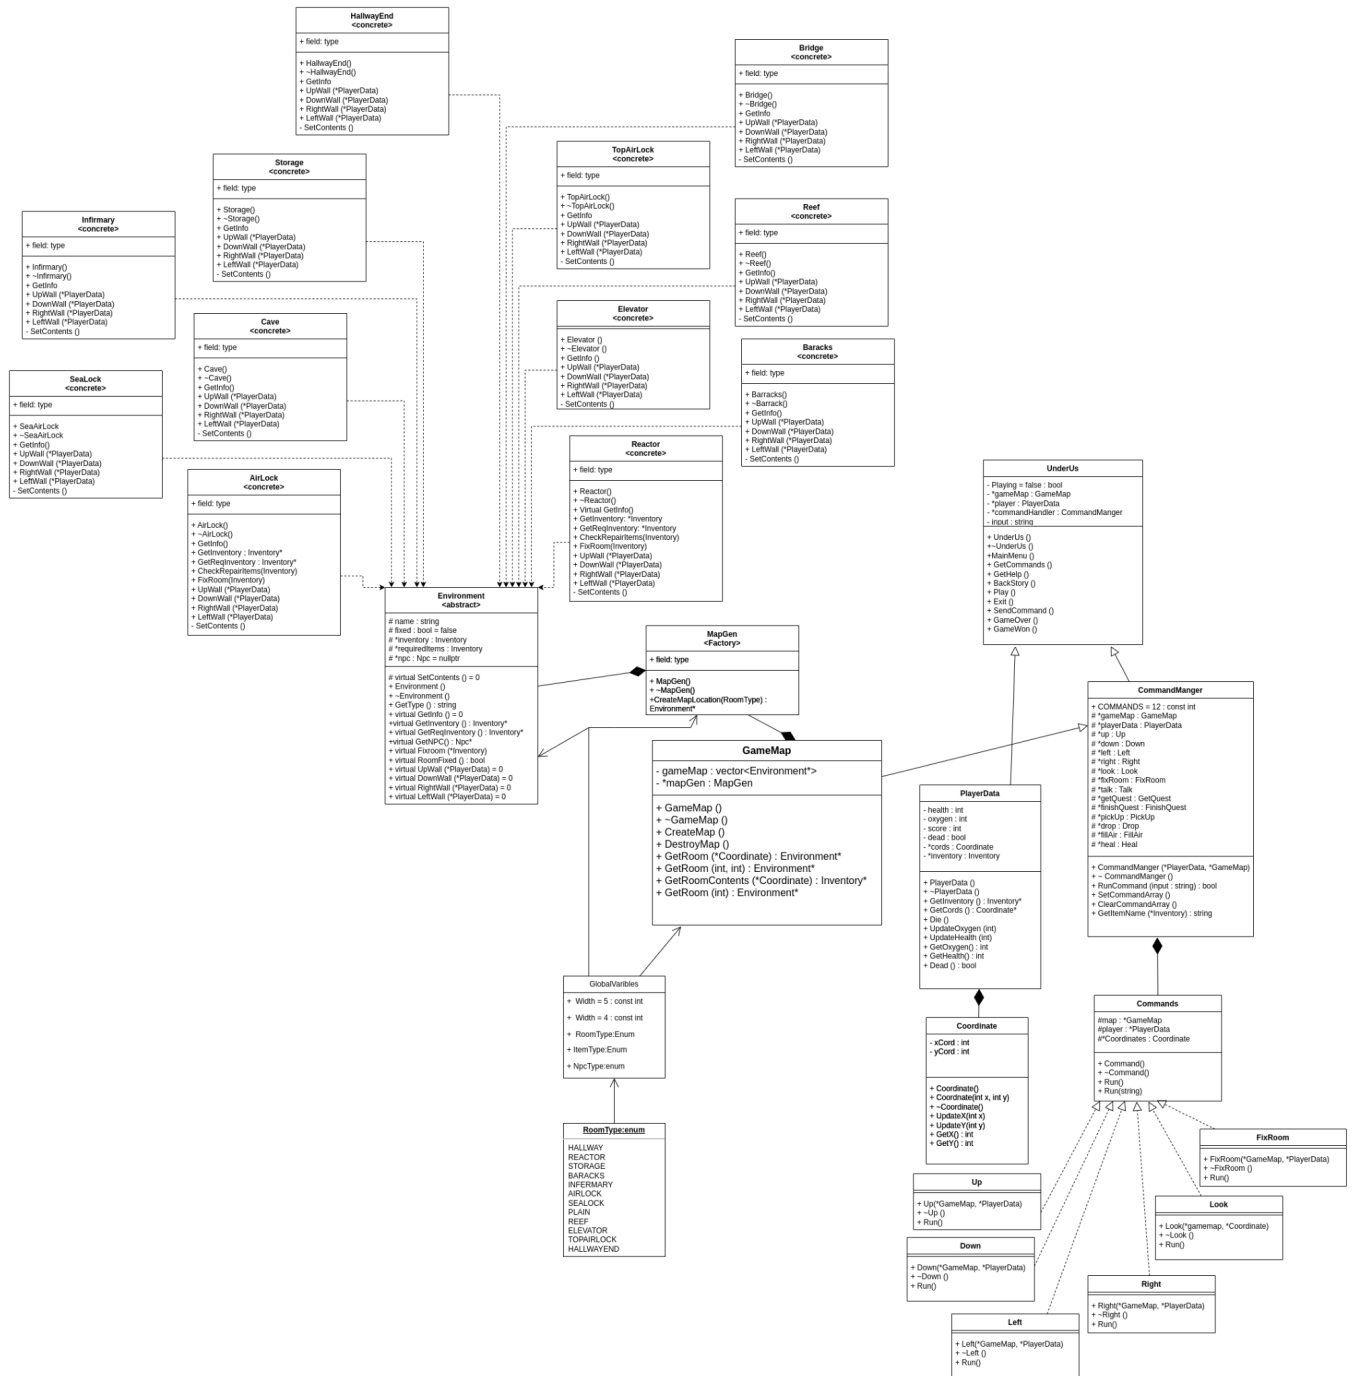 HallwayEnd
<concrete>
+ field: type
+ HallwayEnd()
+ ~HallwayEnd()
+ GetInfo
+ UpWall (*PlayerData)
+ DownWall (*PlayerData)
+ RightWall (*PlayerData)
+ LeftWall (*PlayerData)
- SetContents ()
Bridge
<concrete>
+ field: type
+ Bridge()
+ ~Bridge()
+ GetInfo
+ UpWall (*PlayerData)
+ DownWall (*PlayerData)
+ RightWall (*PlayerData)
+ LeftWall (*PlayerData)
- SetContents ()
Storage
<concrete>
+ field: type
+ Storage()
+ ~Storage()
+ GetInfo
+ UpWall (*PlayerData)
+ DownWall (*PlayerData)
+ RightWall (*PlayerData)
+ LeftWall (*PlayerData)
- SetContents ()
TopAirLock
<concrete>
+ field: type
+ TopAirLock()
+ ~TopAirLock()
+ GetInfo
+ UpWall (*PlayerData)
+ DownWall (*PlayerData)
+ RightWall (*PlayerData)
+ LeftWall (*PlayerData)
- SetContents ()
Infirmary
<concrete>
+ field: type
+ Infirmary()
+ ~Infirmary()
+ GetInfo
+ UpWall (*PlayerData)
+ DownWall (*PlayerData)
+ RightWall (*PlayerData)
+ LeftWall (*PlayerData)
- SetContents ()
Reef
<concrete>
+ field: type
+ Reef()
+ ~Reef()
+ GetInfo()
+ UpWall (*PlayerData)
+ DownWall (*PlayerData)
+ RightWall (*PlayerData)
+ LeftWall (*PlayerData)
- SetContents ()
Cave
<concrete>
+ field: type
+ Cave()
+ ~Cave()
+ GetInfo()
+ UpWall (*PlayerData)
+ DownWall (*PlayerData)
+ RightWall (*PlayerData)
+ LeftWall (*PlayerData)
- SetContents ()
Elevator
<concrete>
+ Elevator ()
+ ~Elevator ()
+ GetInfo ()
+ UpWall (*PlayerData)
+ DownWall (*PlayerData)
+ RightWall (*PlayerData)
+ LeftWall (*PlayerData)
- SetContents ()
Baracks
<concrete>
+ field: type
+ Barracks()
+ ~Barrack()
+ GetInfo()
+ UpWall (*PlayerData)
+ DownWall (*PlayerData)
+ RightWall (*PlayerData)
+ LeftWall (*PlayerData)
- SetContents ()
SeaLock
<concrete>
+ field: type
+ SeaAirLock
+ ~SeaAirLock
+ GetInfo()
+ UpWall (*PlayerData)
+ DownWall (*PlayerData)
+ RightWall (*PlayerData)
+ LeftWall (*PlayerData)
- SetContents ()
AirLock
<concrete>
+ field: type
+ AirLock()
+ ~AirLock()
+ GetInfo()
+ GetInventory ; Inventory*
+ GetReqInventory : Inventory*
+ CheckRepairItems(Inventory)
+ FixRoom(Inventory)
+ UpWall (*PlayerData)
+ DownWall (*PlayerData)
+ RightWall (*PlayerData)
+ LeftWall (*PlayerData)
- SetContents ()
Reactor
<concrete>
+ field: type
+ Reactor()
+ ~Reactor()
+ Virtual GetInfo()
+ GetInventory: *Inventory
+ GetReqInventory: *Inventory
+ CheckRepairItems(Inventory)
+ FixRoom(Inventory)
+ UpWall (*PlayerData)
+ DownWall (*PlayerData)
+ RightWall (*PlayerData)
+ LeftWall (*PlayerData)
- SetContents ()
UnderUs
- Playing = false : bool
- *gameMap : GameMap
- *player : PlayerData
- *commandHandler : CommandManger
- input : string
+ UnderUs ()
+~UnderUs ()
+MainMenu ()
+ GetCommands ()
+ GetHelp ()
+ BackStory ()
+ Play ()
+ Exit ()
+ SendCommand ()
+ GameOver ()
+ GameWon ()
Environment
<abstract>
# name : string
# fixed : bool = false
# *inventory : Inventory
# *requireditems : Inventory
# *npc : Npc = nullptr
# virtual SetContents () = 0
+ Environment ()
+ ~Environment ()
+ GetType () : string
+ virtual GetInfo () = 0
+virtual GetInventory () : Inventory*
+ virtual GetReqInventory () : Inventory*
+virtual GetNPC() : Npc*
+ virtual Fixroom (*Inventory)
+ virtual RoomFixed () : bool
+ virtual UpWall (*PlayerData) = 0
+ virtual DownWall (*PlayerData) = 0
+ virtual RightWall (*PlayerData) = 0
+ virtual LeftWall (*PlayerData) = 0
MapGen
<Factory>
+ field: type
+ MapGen()
+ ~MapGen()
+CreateMapLocation(RoomType) :
Environment*
GameMap
- gameMap : vector<Environment*>
- *mapGen : MapGen
+ GameMap ()
+ ~GameMap ()
+ CreateMap ()
+ DestroyMap ()
+ GetRoom (*Coordinate) : Environment*
+ GetRoom (int, int) : Environment*
+ GetRoomContents (*Coordinate) : Inventory*
+ GetRoom (int) : Environment*
CommandManger
+ COMMANDS = 12 : const int
# *gameMap : GameMap
# *playerData : PlayerData
# *up : Up
# *down : Down
# *left : Left
# *right : Right
# *look : Look
# *fixRoom : FixRoom
# *talk : Talk
# *getQuest : GetQuest
# *finishQuest : FinishQuest
# *pickUp : PickUp
# *drop : Drop
# *fillAir : FillAir
# *heal : Heal
+ CommandManger (*PlayerData, *GameMap)
+ ~ CommandManger ()
+ RunCommand (input : string) : bool
+ SetCommandArray ()
+ ClearCommandArray ()
+ GetItemName (*Inventory) : string
PlayerData
- health : int
- oxygen : int
- score : int
- dead : bool
- *cords : Coordinate
- *inventory : Inventory
+ PlayerData ()
+ ~PlayerData ()
+ GetInventory () : Inventory*
+ GetCords () : Coordinate*
+ Die ()
+ UpdateOxygen (int)
+ UpdateHealth (int)
+ GetOxygen() : int
+ GetHealth() : int
+ Dead () : bool
GlobalVaribles
+ Width = 5 : const int
+ Width = 4 : const int
+ RoomType:Enum
+ ItemType:Enum
+ NpcType:enum
Coordinate
- xCord : int
- yCord : int
+ Coordinate()
+ Coordnate(int x, int y)
+ ~Coordinate()
+ UpdateX(int x)
+ UpdateY(int y)
+ GetX() : int
+ GetY() : int
Commands
#map : *GameMap
#player : *PlayerData
#*Coordinates : Coordinate
+ Command()
+ ~Command()
+ Run()
+ Run(string)
RoomType:enum
HALLWAY
REACTOR
STORAGE
BARACKS
INFERMARY
AIRLOCK
SEALOCK
PLAIN
REEF
ELEVATOR
TOPAIRLOCK
HALLWAYEND
FixRoom
+ FixRoom(*GameMap, *PlayerData)
+ ~FixRoom ()
+ Run()
Up
+ Up(*GameMap, *PlayerData)
+ ~Up ()
+ Run()
Look
+ Look(*gamemap, *Coordinate)
+ ~Look ()
+ Run()
Down
+ Down(*GameMap, *PlayerData)
+ ~Down ()
+ Run()
Right
+ Right(*GameMap, *PlayerData)
+ ~Right ()
+ Run()
Left
+ Left(*GameMap, *PlayerData)
+ ~Left ()
+ Run()